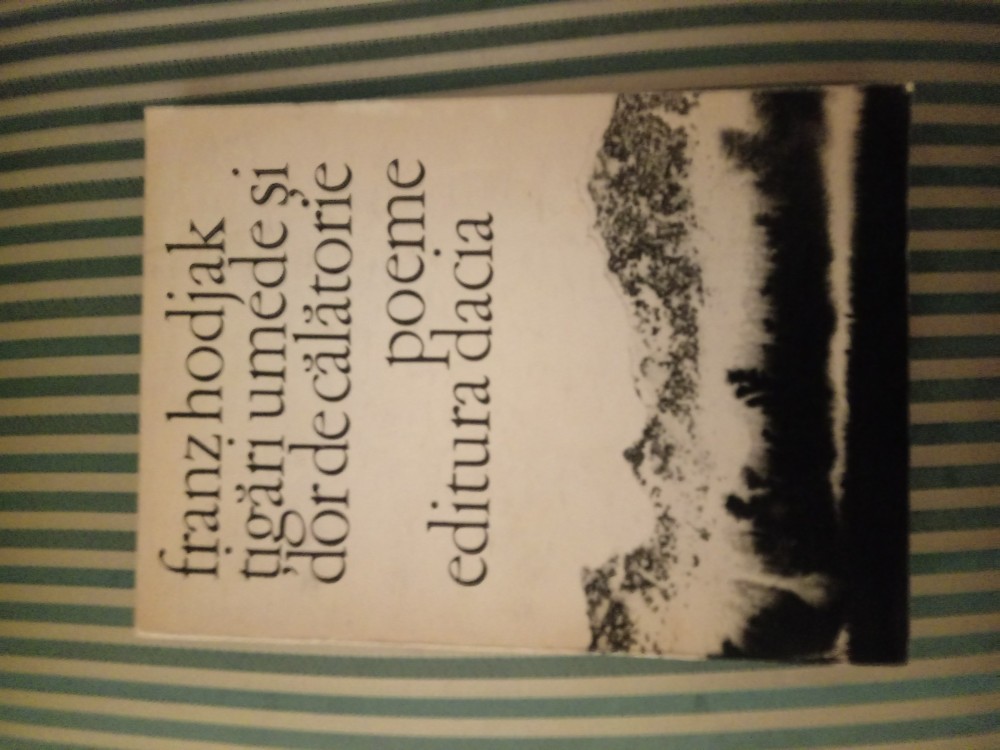 franz hodjak
țigări umede și
dor de călătorie
poeme
editura dacia